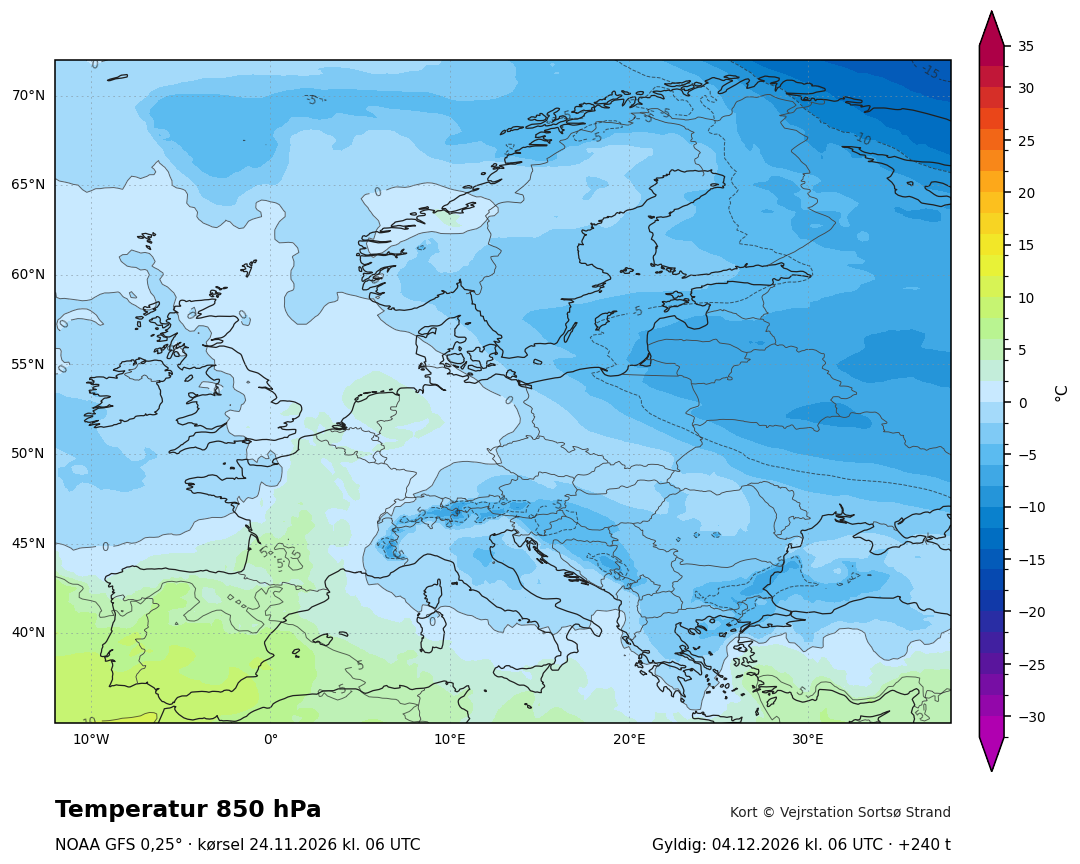 70°N
65°N
60°N
55°N
50°N
45°N
40°N
10°W
0°
10°E
20°E
30°E
35
30
25
20
15
10
5
0
−5
−10
−15
−20
−25
−30
°C
Temperatur 850 hPa
Kort © Vejrstation Sortsø Strand
NOAA GFS 0,25° · kørsel 24.11.2026 kl. 06 UTC
Gyldig: 04.12.2026 kl. 06 UTC · +240 t